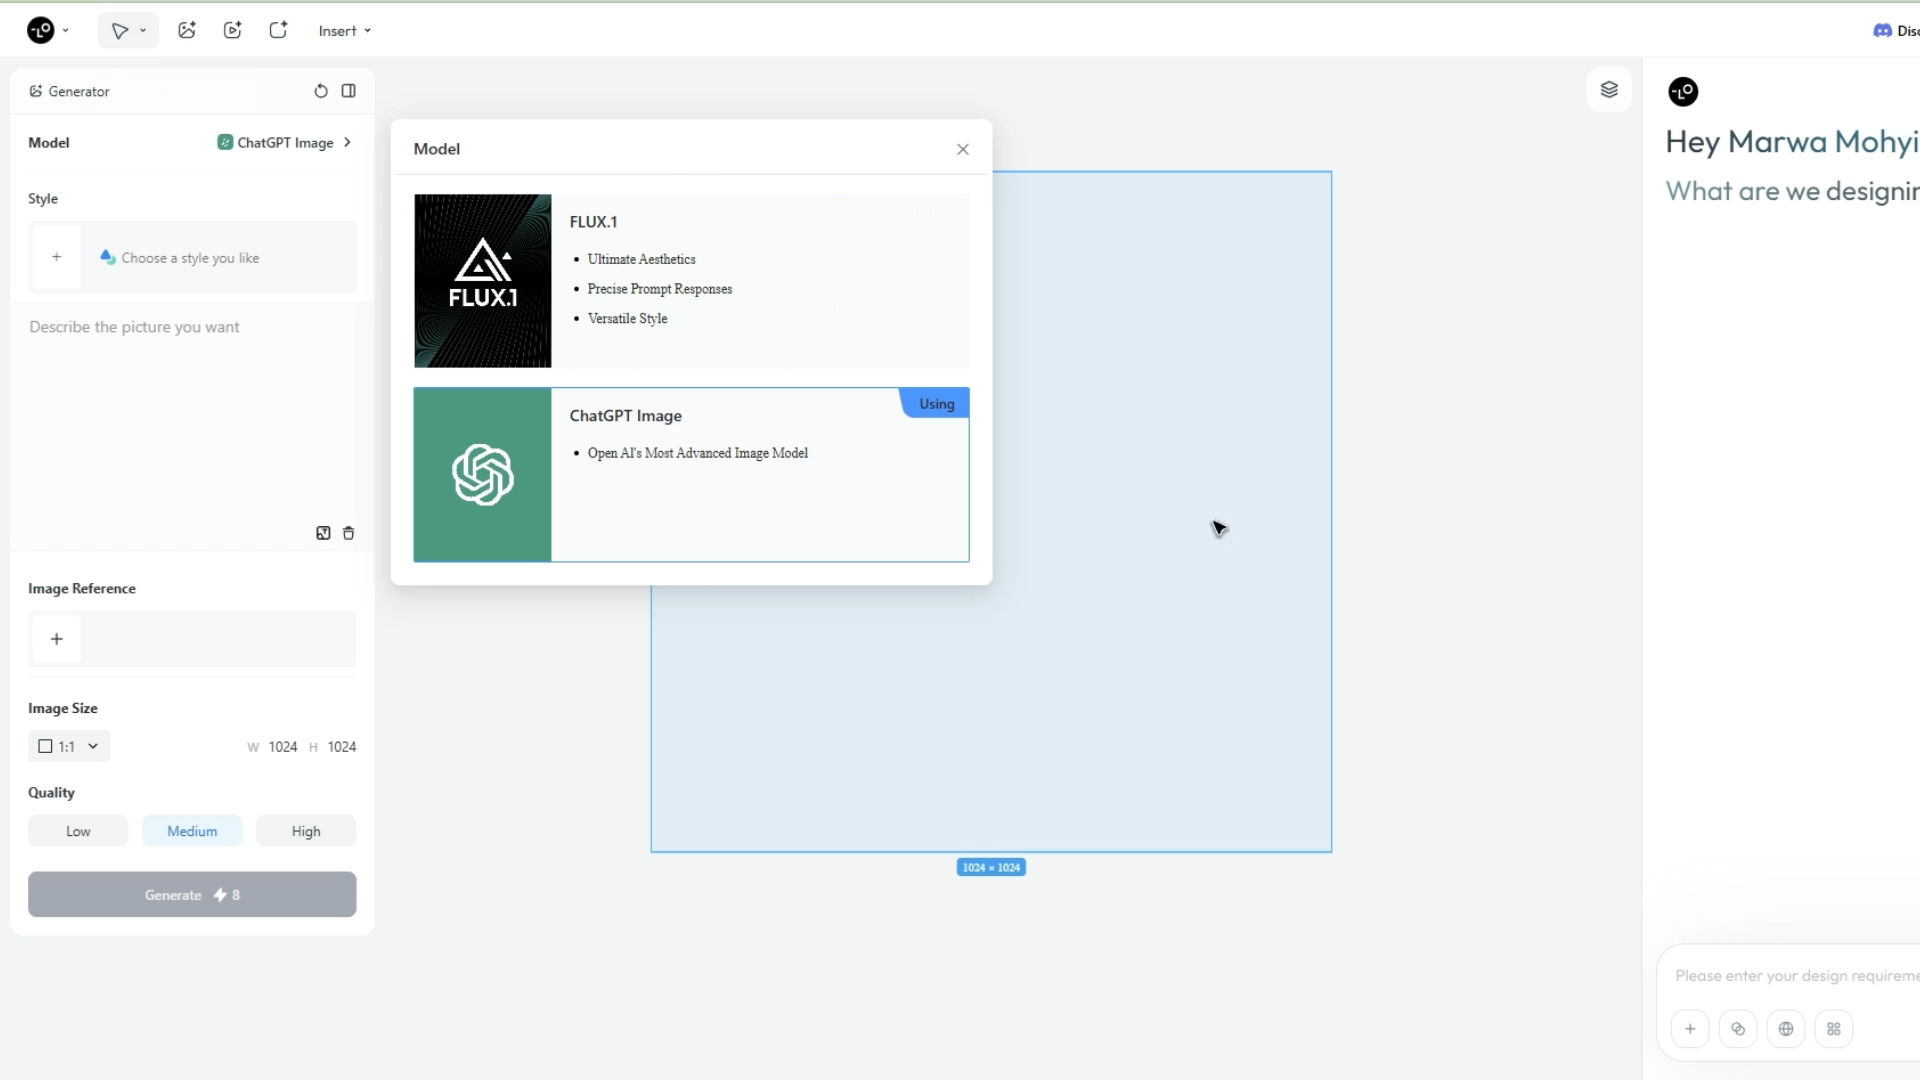 Insert
Disc
Generator
Model
ChatGPT Image
Style
Choose a style you like
Describe the picture you want
Image Reference
Image Size
1:1
W 1024 H 1024
Quality
Low
Medium
High
Generate 8
Model
FLUX.1
FLUX.1
Ultimate Aesthetics
Precise Prompt Responses
Versatile Style
Using
ChatGPT Image
Open AI's Most Advanced Image Model
1024 × 1024
Hey Marwa Mohyi
What are we designin
Please enter your design requireme